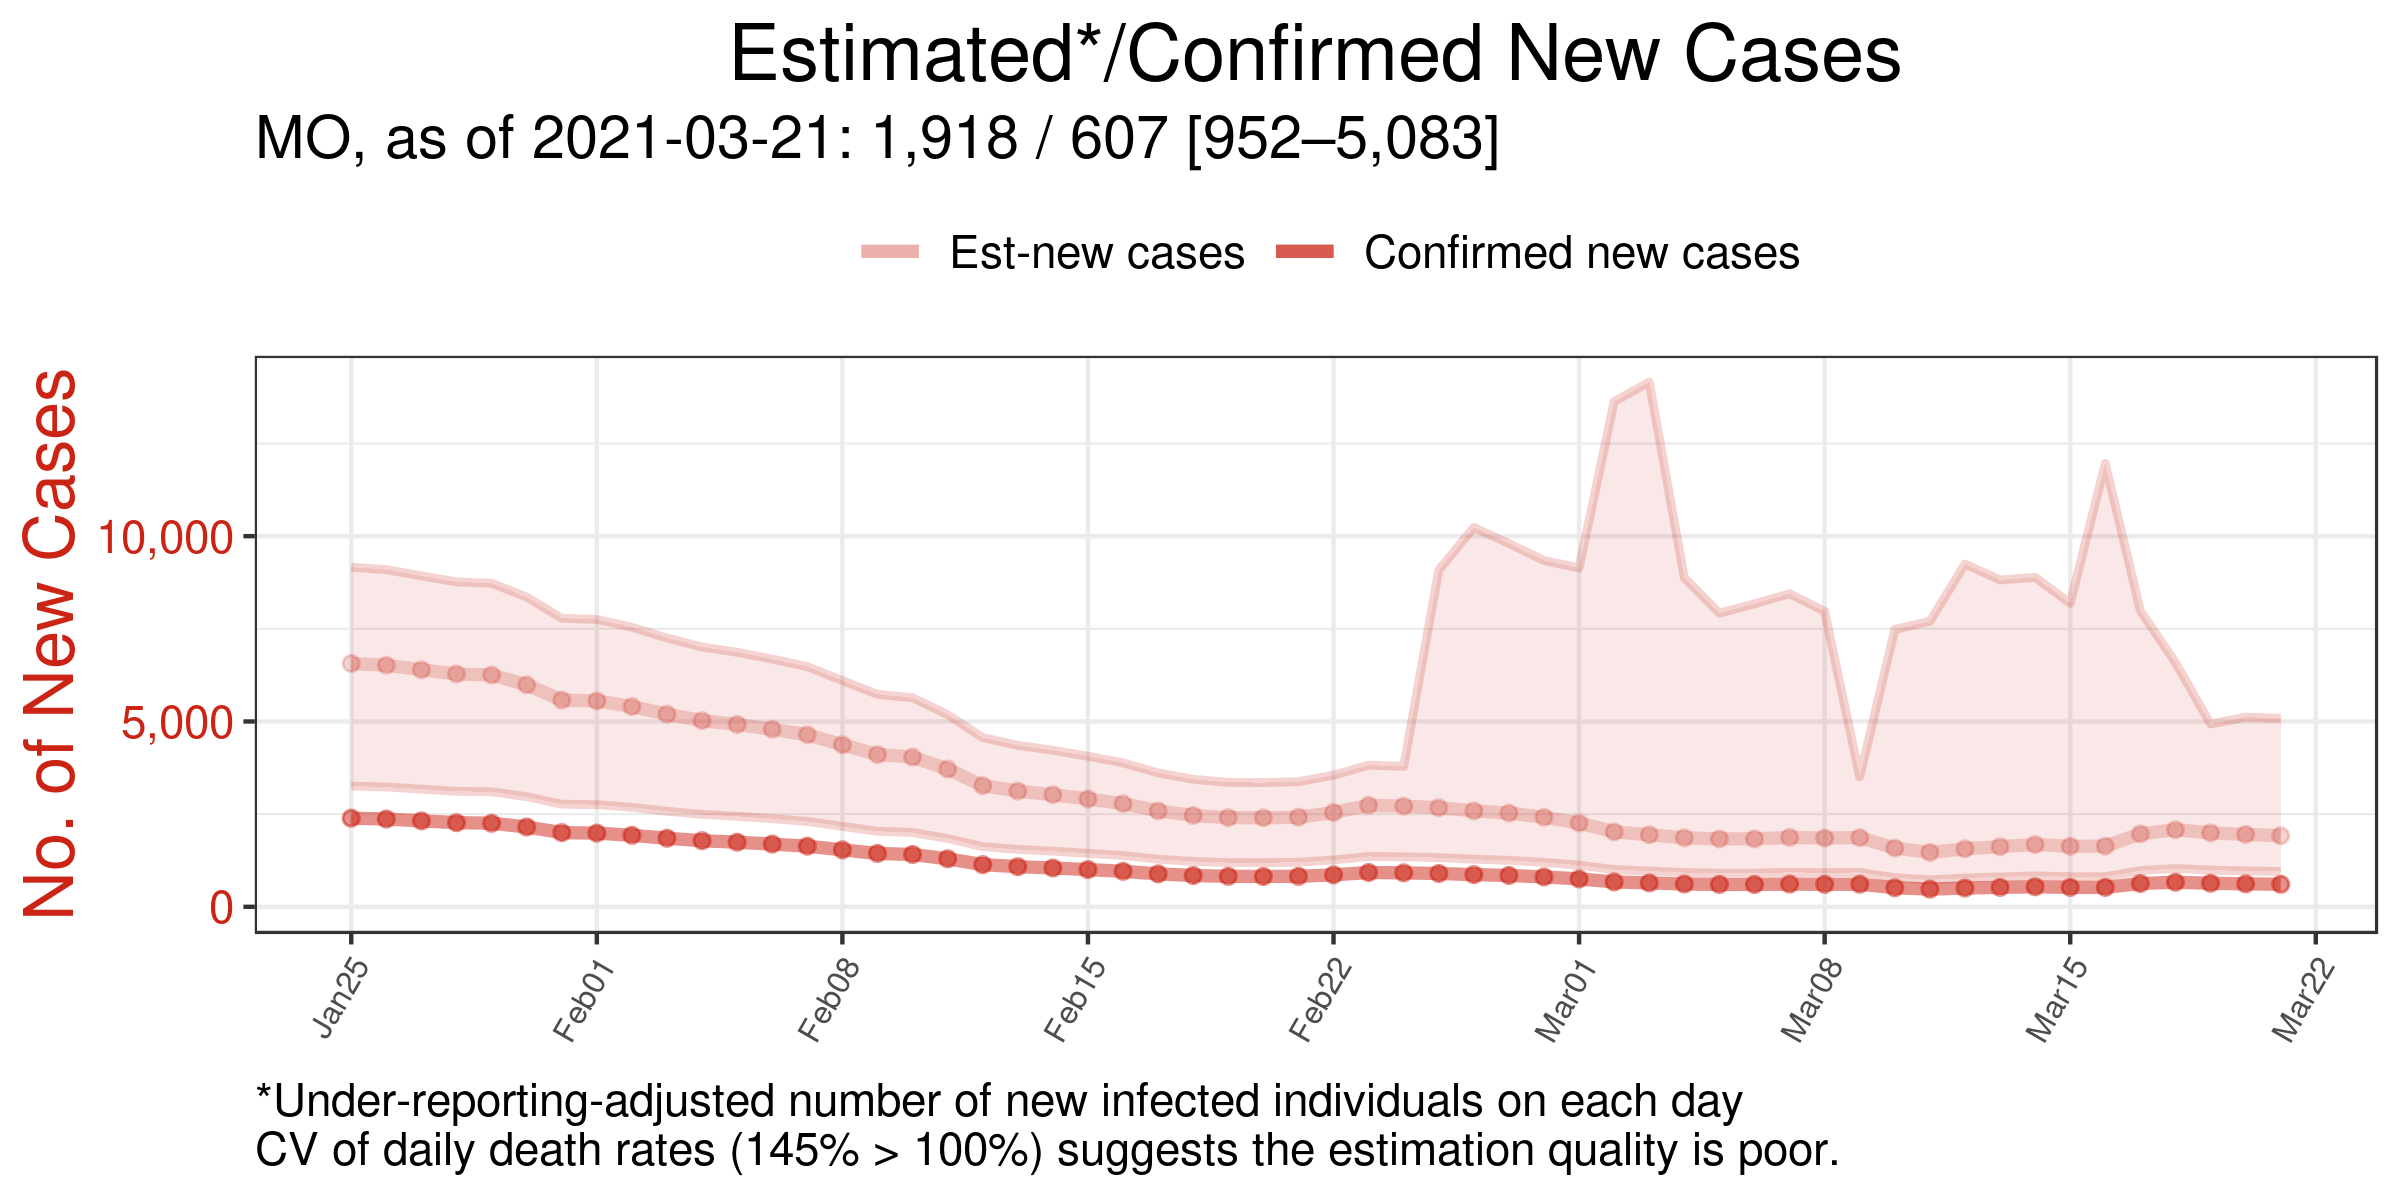 Estimated*/Confirmed New Cases
MO, as of 2021-03-21: 1,918 / 607 [952–5,083]
Est-new cases
Confirmed new cases
No. of New Cases
10,000
5,000
0
Jan25
Feb01
Feb08
Feb15
Feb22
Mar01
Mar08
Mar15
Mar22
*Under-reporting-adjusted number of new infected individuals on each day
CV of daily death rates (145% > 100%) suggests the estimation quality is poor.